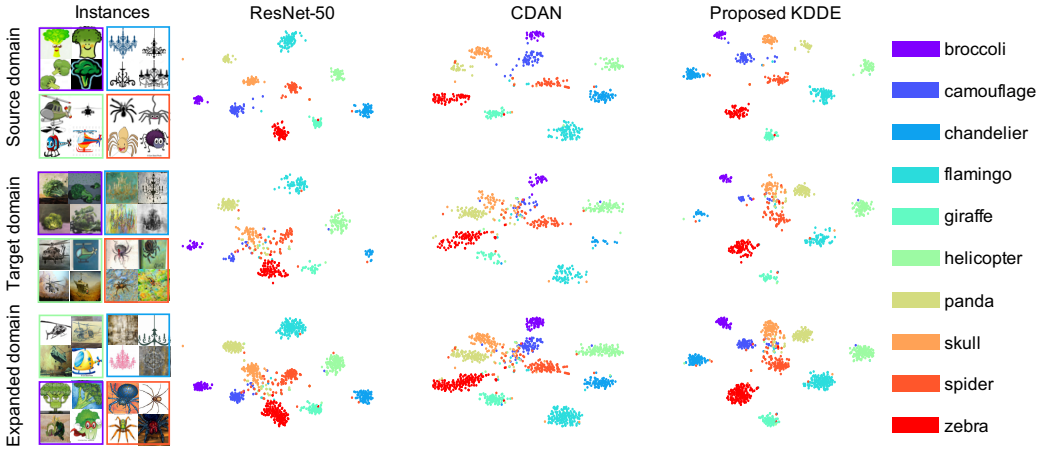 Instances
ResNet-50
CDAN
Proposed KDDE
Source domain
Target domain
Expanded domain
broccoli
camouflage
chandelier
flamingo
giraffe
helicopter
panda
skull
spider
zebra